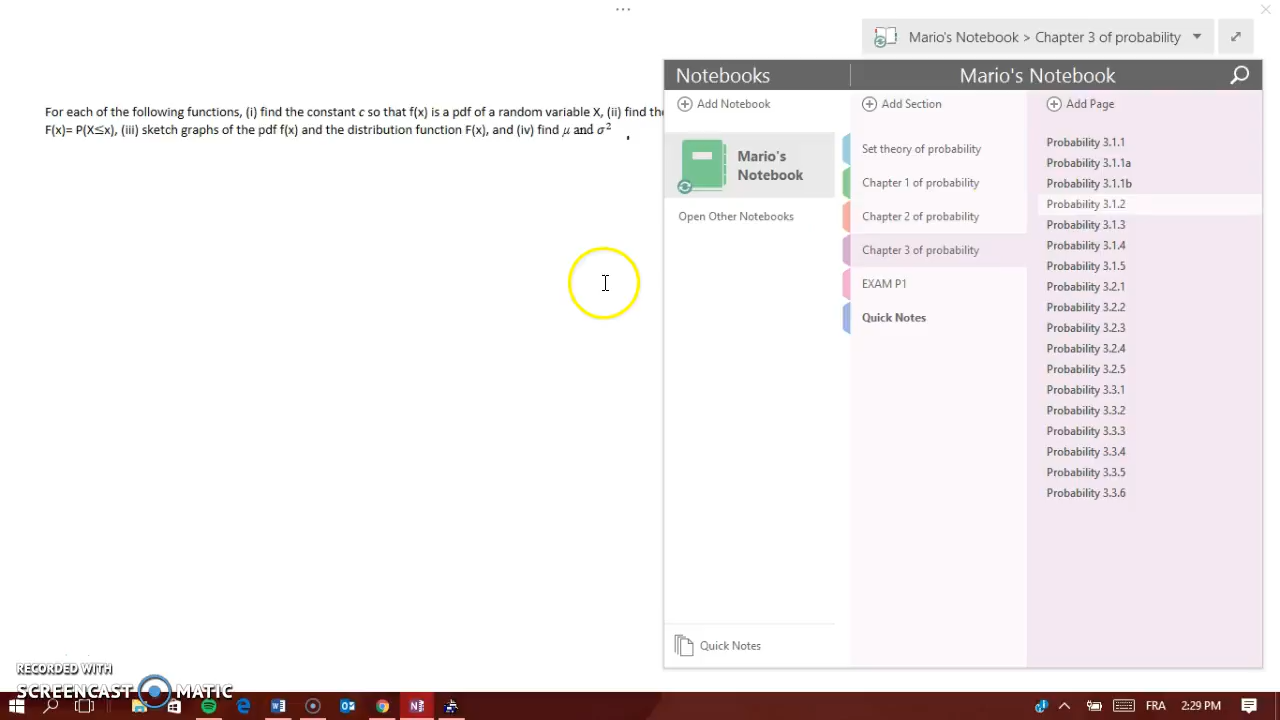 Mario's Notebook > Chapter 3 of probability
Notebooks
Mario's Notebook
Add Notebook
Add Section
Add Page
For each of the following functions, (i) find the constant c so that f(x) is a pdf of a random variable X, (ii) find the
F(x)= P(X≤x), (iii) sketch graphs of the pdf f(x) and the distribution function F(x), and (iv) find μ and σ²
Mario's
Notebook
Open Other Notebooks
Set theory of probability
Chapter 1 of probability
Chapter 2 of probability
Chapter 3 of probability
EXAM P1
Quick Notes
Probability 3.1.1
Probability 3.1.1a
Probability 3.1.1b
Probability 3.1.2
Probability 3.1.3
Probability 3.1.4
Probability 3.1.5
Probability 3.2.1
Probability 3.2.2
Probability 3.2.3
Probability 3.2.4
Probability 3.2.5
Probability 3.3.1
Probability 3.3.2
Probability 3.3.3
Probability 3.3.4
Probability 3.3.5
Probability 3.3.6
Quick Notes
RECORDED WITH
SCREENCAST MATIC
FRA
2:29 PM